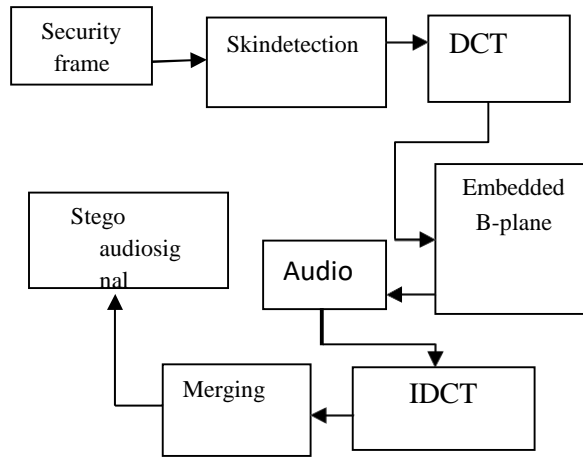 Security
frame
Skindetection
DCT
Embedded
B-plane
Audio
IDCT
Merging
Stego
audiosig
nal